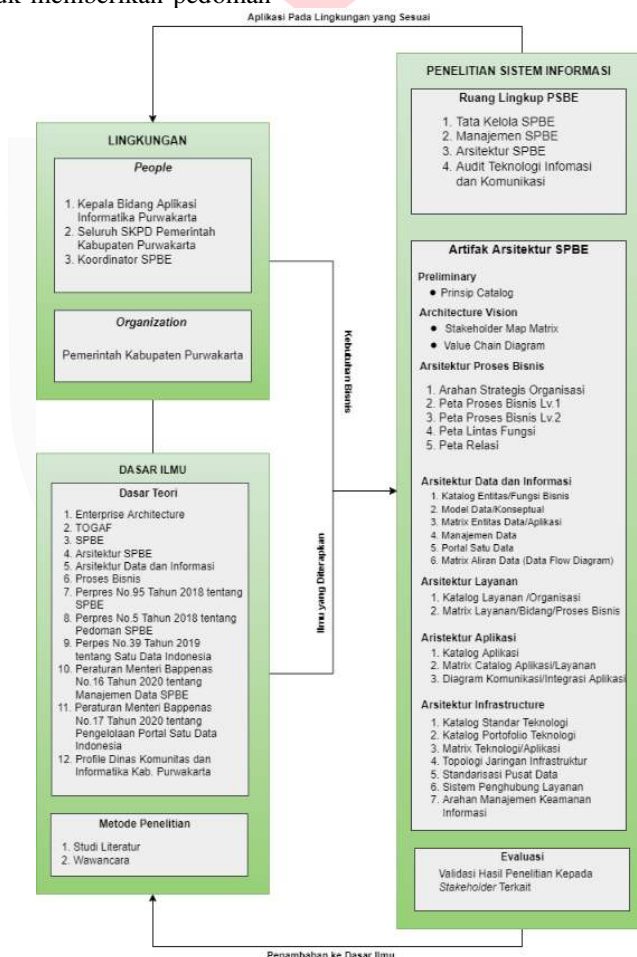 uk memberikan pedoman
Aplikasi Pada Lingkungan yang Sesuai
LINGKUNGAN
People
1. Kepala Bidang Aplikasi
Informatika Purwakarta
2. Seluruh SKPD Pemerintah
Kabupaten Purwakarta
3. Koordinator SPBE
Organization
Pemerintah Kabupaten Purwakarta
DASAR ILMU
Dasar Teori
1. Enterprise Architecture
2. TOGAF
3. SPBE
4. Arsitektur SPBE
5. Arsitektur Data dan Informasi
6. Proses Bisnis
7. Perpres No.95 Tahun 2018 tentang
SPBE
8. Perpres No.5 Tahun 2018 tentang
Pedoman SPBE
9. Perpes No.39 Tahun 2019
tentang Satu Data Indonesia
10. Peraturan Menteri Bappenas
No.16 Tahun 2020 tentang
Manajemen Data SPBE
11. Peraturan Menteri Bappenas
No.17 Tahun 2020 tentang
Pengelolaan Portal Satu Data
Indonesia
12. Profile Dinas Komunitas dan
Informatika Kab. Purwakarta
Metode Penelitian
1. Studi Literatur
2. Wawancara
Kebutuhan Bisnis
Ilmu yang Diterapkan
PENELITIAN SISTEM INFORMASI
Ruang Lingkup PSBE
1. Tata Kelola SPBE
2. Manajemen SPBE
3. Arsitektur SPBE
4. Audit Teknologi Infomasi
dan Komunikasi
Artifak Arsitektur SPBE
Preliminary
● Prinsip Catalog
Architecture Vision
● Stakeholder Map Matrix
● Value Chain Diagram
Arsitektur Proses Bisnis
1. Arahan Strategis Organisasi
2. Peta Proses Bisnis Lv.1
3. Peta Proses Bisnis Lv.2
4. Peta Lintas Fungsi
5. Peta Relasi
Arsitektur Data dan Informasi
1. Katalog Entitas/Fungsi Bisnis
2. Model Data/Konseptual
3. Matrix Entitas Data/Aplikasi
4. Manajemen Data
5. Portal Satu Data
6. Matrix Aliran Data (Data Flow Diagram)
Arsitektur Layanan
1. Katalog Layanan /Organisasi
2. Matrix Layanan/Bidang/Proses Bisnis
Aristektur Aplikasi
1. Katalog Aplikasi
2. Matrix Catalog Aplikasi/Layanan
3. Diagram Komunikasi/Integrasi Aplikasi
Arsitektur Infrastructure
1. Katalog Standar Teknologi
2. Katalog Portofolio Teknologi
3. Matrix Teknologi/Aplikasi
4. Topologi Jaringan Infrastruktur
5. Standarisasi Pusat Data
6. Sistem Penghubung Layanan
7. Arahan Manajemen Keamanan
Informasi
Evaluasi
Validasi Hasil Penelitian Kepada
Stakeholder Terkait
Penambahan ke Dasar Ilmu